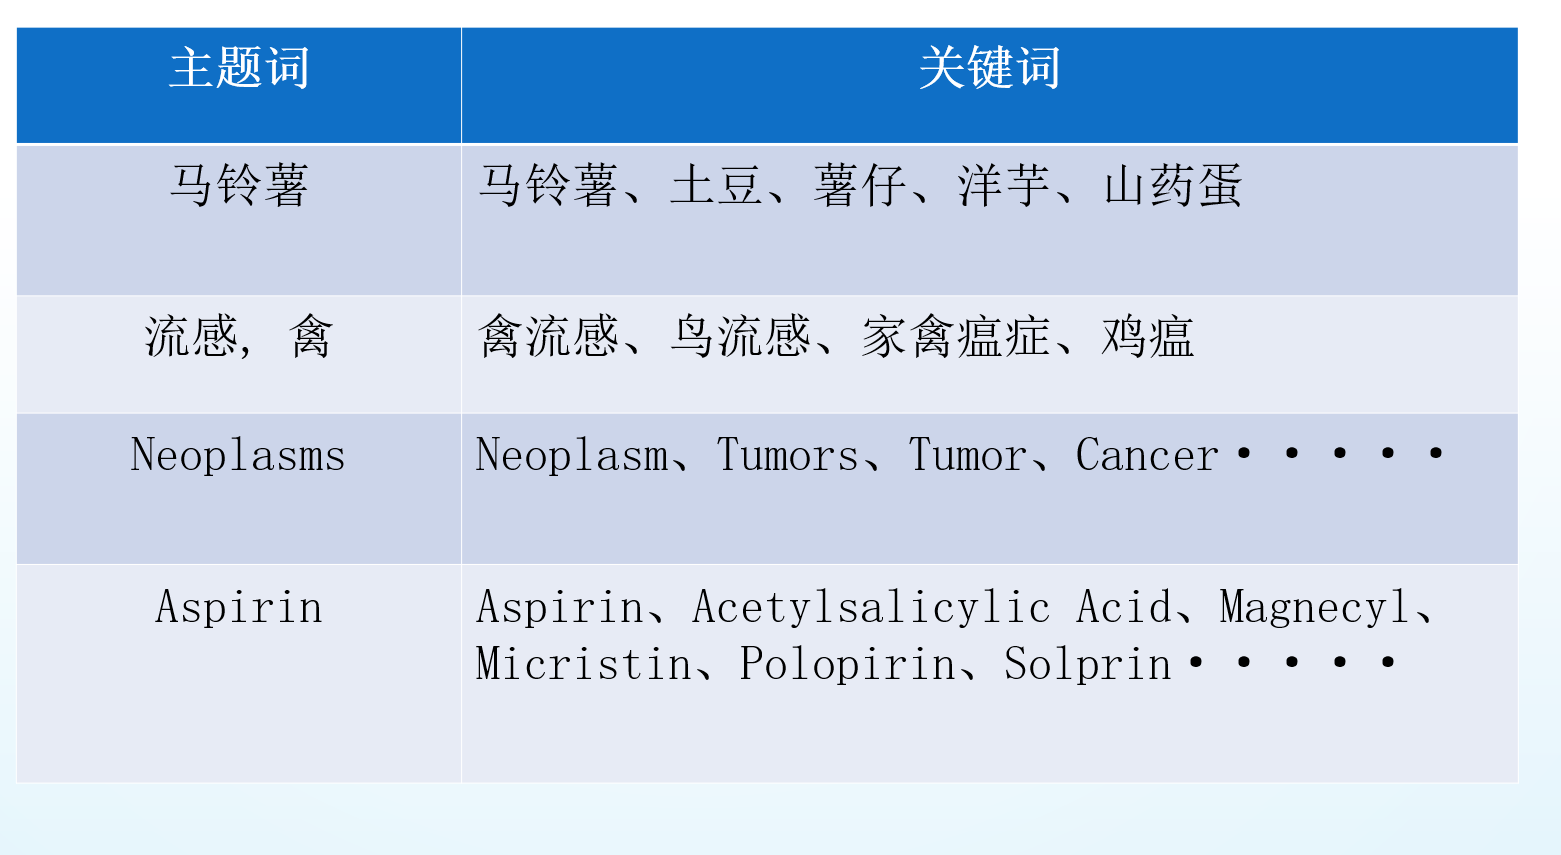 主题词 关键词
马铃薯 马铃薯、土豆、薯仔、洋芋、山药蛋
流感, 禽 禽流感、鸟流感、家禽瘟症、鸡瘟
Neoplasms Neoplasm、Tumors、Tumor、Cancer·····
Aspirin Aspirin、Acetylsalicylic Acid、Magnecyl、
Micristin、Polopirin、Solprin·····